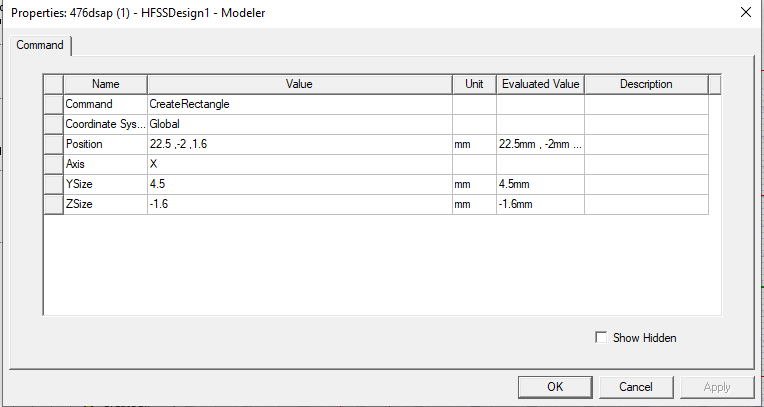 Properties: 476dsap (1) - HFSSDesign1 - Modeler
Command
Name Value Unit Evaluated Value Description
Command CreateRectangle
Coordinate Sys... Global
Position 22.5 ,-2 ,1.6 mm 22.5mm , -2mm ...
Axis X
YSize 4.5 mm 4.5mm
ZSize -1.6 mm -1.6mm
Show Hidden
OK Cancel Apply